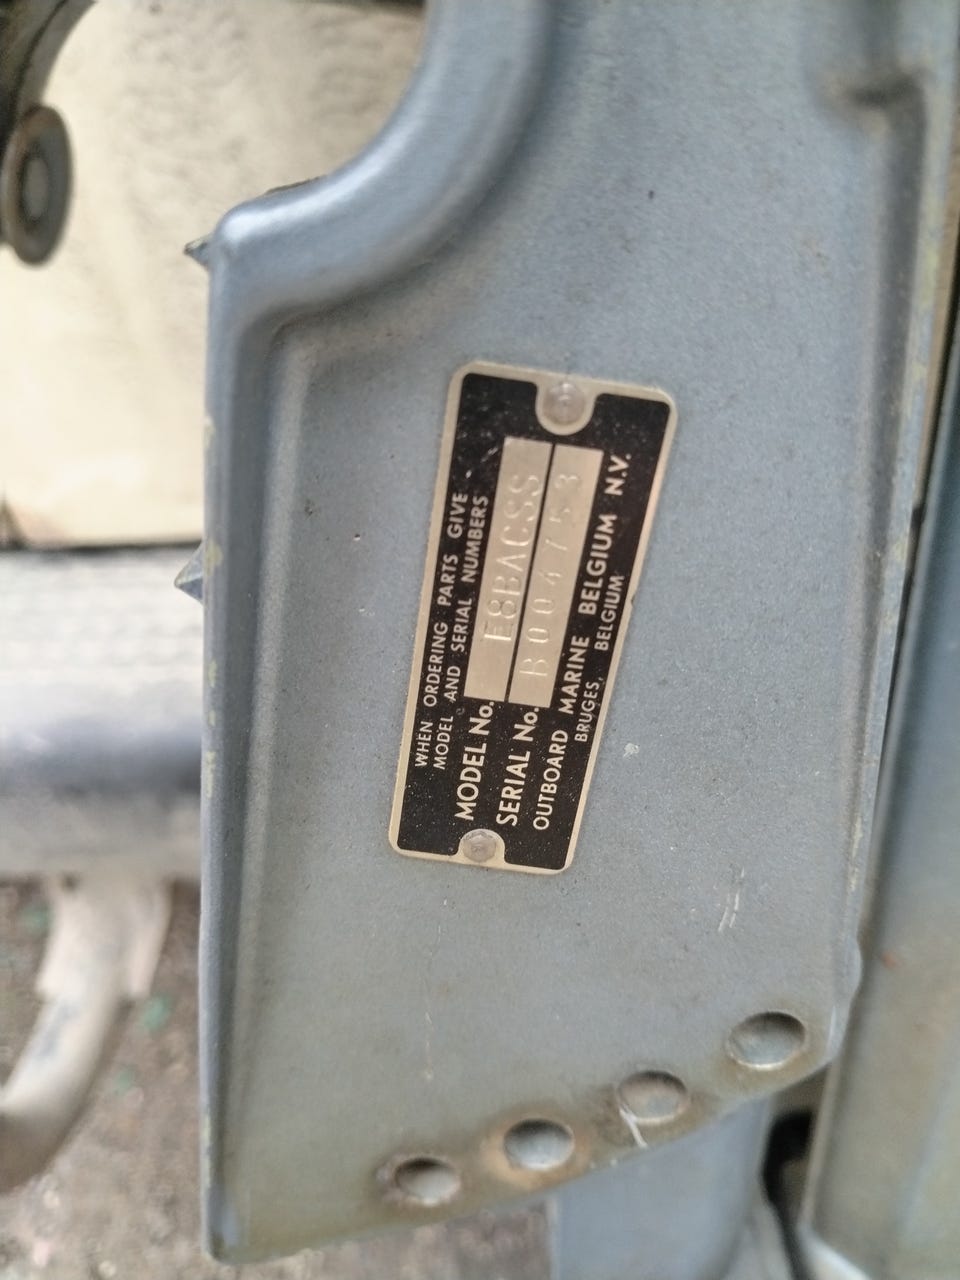 WHEN ORDERING PARTS GIVE
MODEL AND SERIAL NUMBERS
MODEL No. E8BACSS
SERIAL No. B004753
OUTBOARD MARINE BELGIUM N.V.
BRUGES, BELGIUM